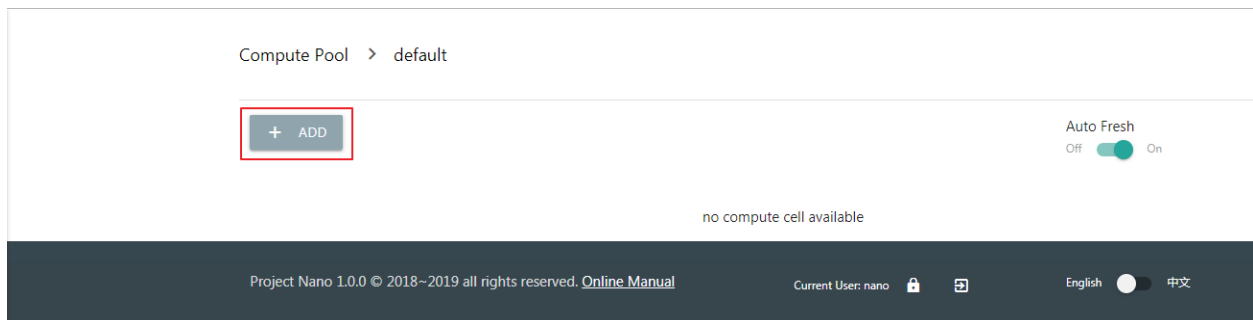 Compute Pool > default
+ ADD
Auto Fresh
Off On
no compute cell available
Project Nano 1.0.0 © 2018~2019 all rights reserved. Online Manual
Current User: nano
English 中文